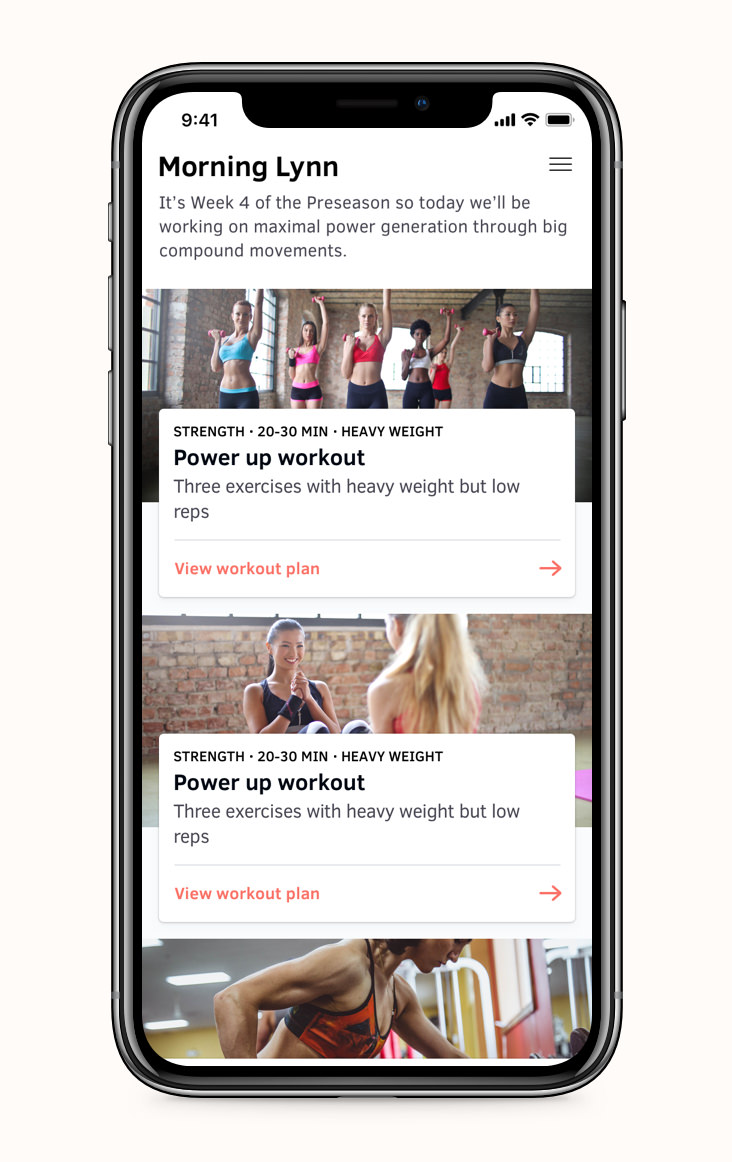 9:41
Morning Lynn
It’s Week 4 of the Preseason so today we’ll be
working on maximal power generation through big
compound movements.
STRENGTH • 20-30 MIN • HEAVY WEIGHT
Power up workout
Three exercises with heavy weight but low
reps
View workout plan
STRENGTH • 20-30 MIN • HEAVY WEIGHT
Power up workout
Three exercises with heavy weight but low
reps
View workout plan